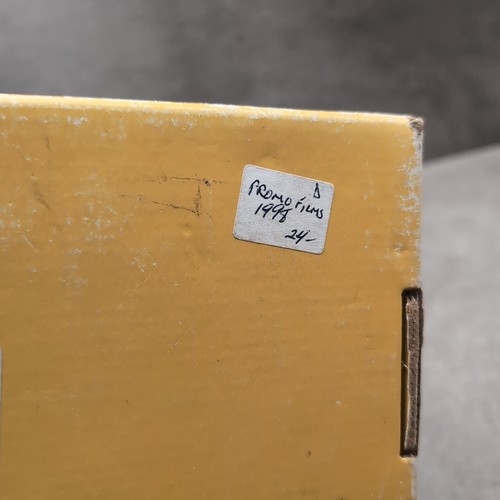 D
PROMO FILMS
1998
24-